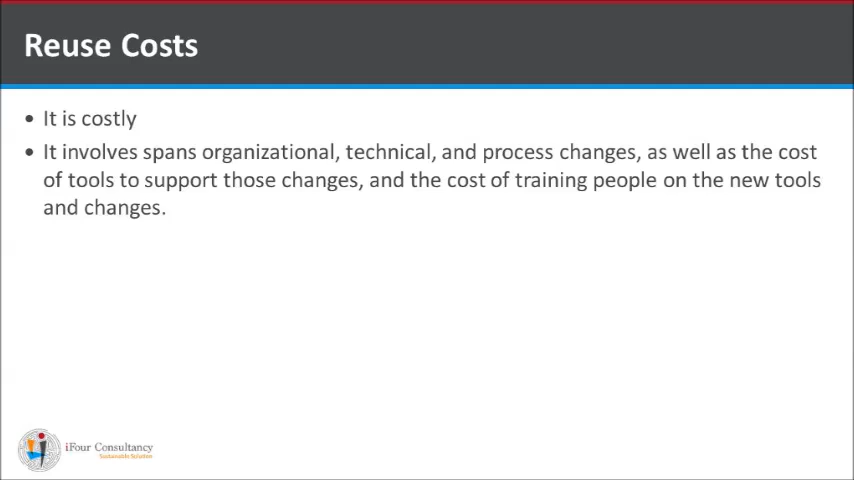 Reuse Costs
• It is costly
• It involves spans organizational, technical, and process changes, as well as the cost
of tools to support those changes, and the cost of training people on the new tools
and changes.
iFour Consultancy
Sustainable Solution